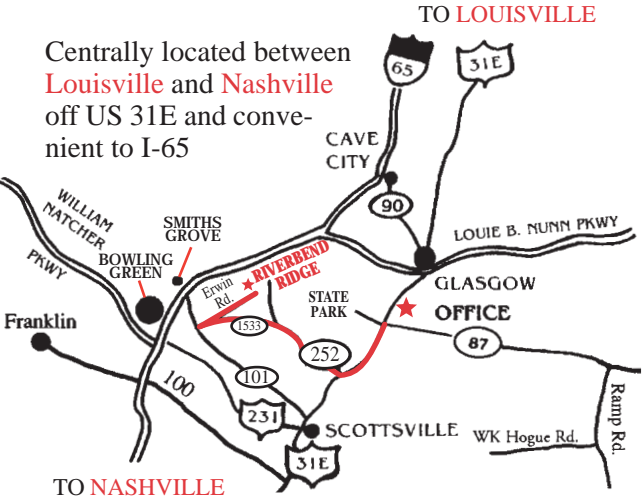 TO LOUISVILLE
Centrally located between
Louisville and Nashville
off US 31E and conve-
nient to I-65
65
31E
CAVE
CITY
90
WILLIAM
NATCHER
PKWY
SMITHS
GROVE
BOWLING
GREEN
LOUIE B. NUNN PKWY
Erwin
Rd.
RIVERBEND
RIDGE
GLASGOW
STATE
PARK
OFFICE
Franklin
1533
252
87
100
101
231
Ramp Rd.
SCOTTSVILLE
WK Hogue Rd.
31E
TO NASHVILLE